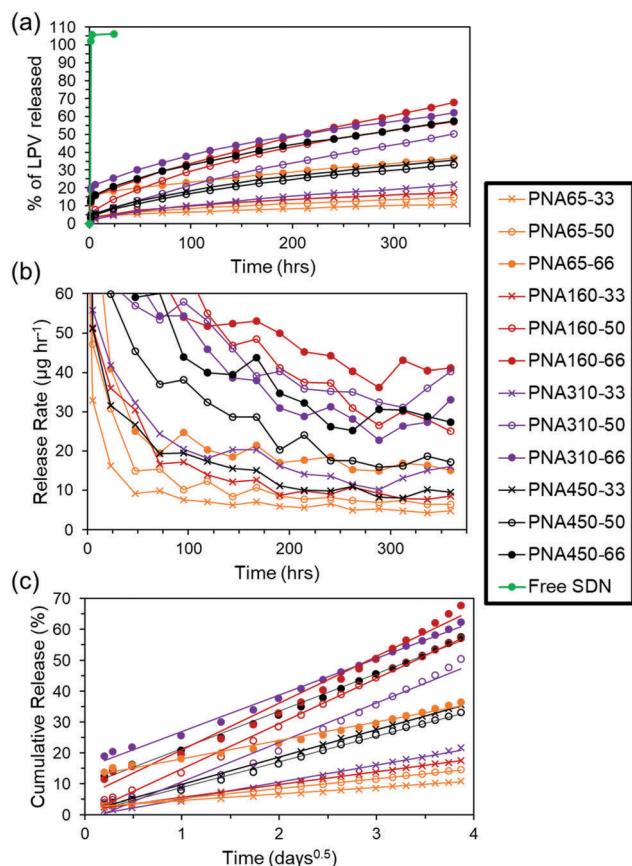 (a)
110
100
90
80
70
60
50
40
30
20
10
0
% of LPV released
0 100 200 300
Time (hrs)
(b)
60
50
40
30
20
10
0
Release Rate (µg hr⁻¹)
0 100 200 300
Time (hrs)
(c)
70
60
50
40
30
20
10
0
Cumulative Release (%)
0 1 2 3 4
Time (days⁰·⁵)
PNA65-33
PNA65-50
PNA65-66
PNA160-33
PNA160-50
PNA160-66
PNA310-33
PNA310-50
PNA310-66
PNA450-33
PNA450-50
PNA450-66
Free SDN